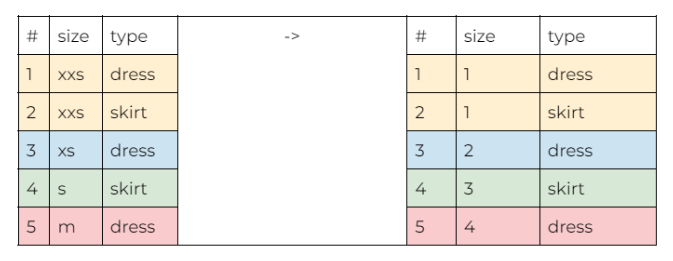 # size type -> # size type
1 xxs dress 1 1 dress
2 xxs skirt 2 1 skirt
3 xs dress 3 2 dress
4 s skirt 4 3 skirt
5 m dress 5 4 dress